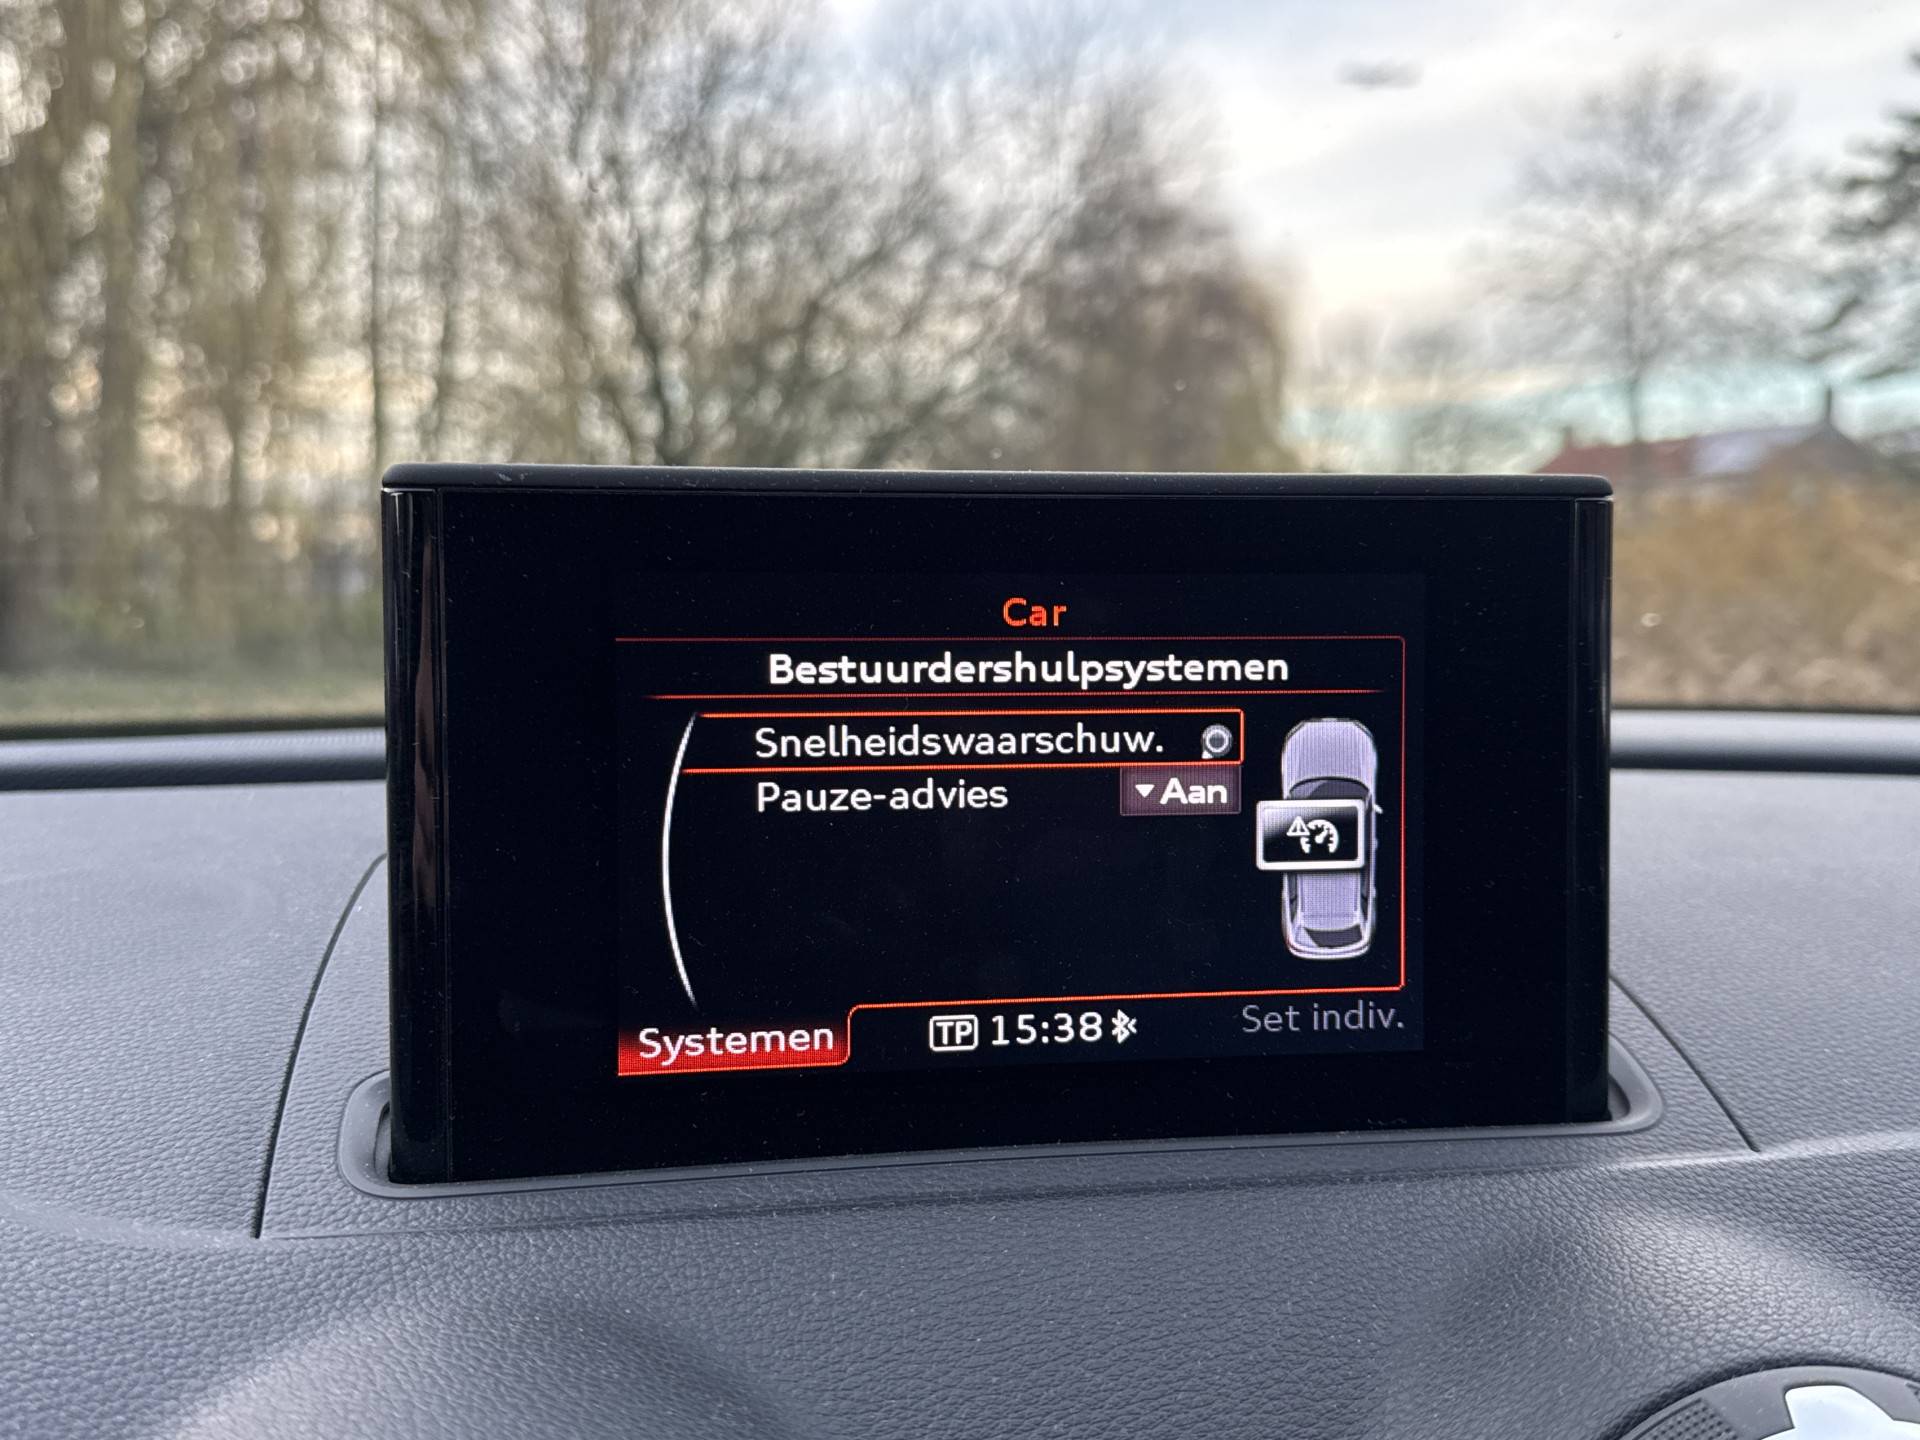 Car
Bestuurdershulpsystemen
Snelheidswaarschuw.
Pauze-advies Aan
Systemen TP 15:38 Set indiv.